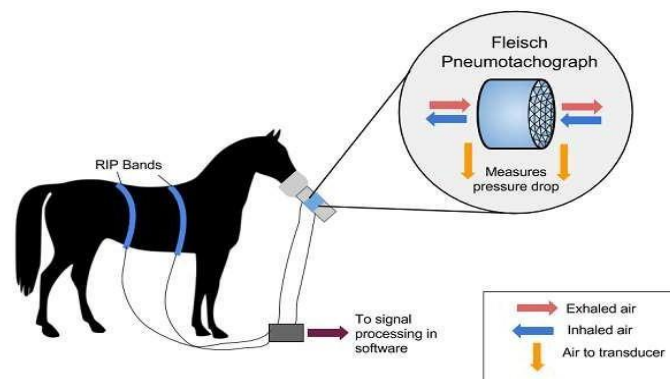 Fleisch
Pneumotachograph
Measures
pressure drop
RIP Bands
To signal
processing in
software
Exhaled air
Inhaled air
Air to transducer